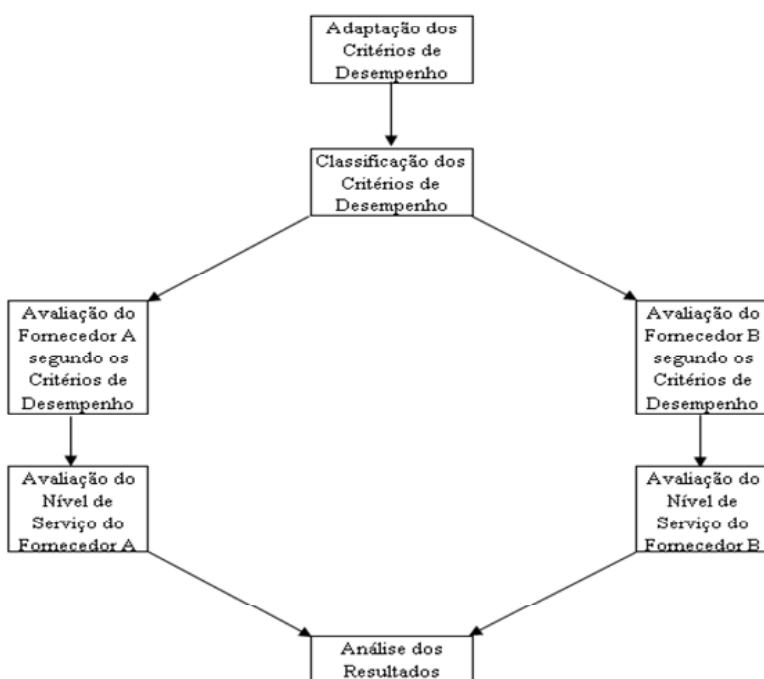 Adaptação dos
Critérios de
Desempenho
Classificação dos
Critérios de
Desempenho
Avaliação do
Fornecedor A
segundo os
Critérios de
Desempenho
Avaliação do
Fornecedor B
segundo os
Critérios de
Desempenho
Avaliação do
Nível de
Serviço do
Fornecedor A
Avaliação do
Nível de
Serviço do
Fornecedor B
Análise dos
Resultados